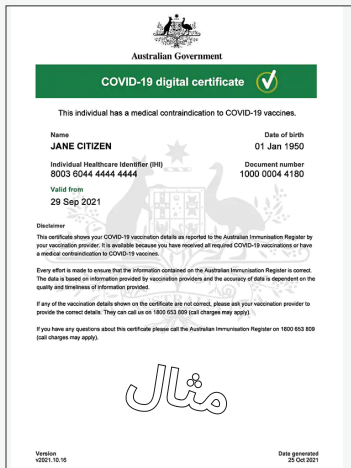 Australian Government
COVID-19 digital certificate
This individual has a medical contraindication to COVID-19 vaccines.
Name
JANE CITIZEN
Date of birth
01 Jan 1950
Individual Healthcare Identifier (IHI)
8003 6044 4444 4444
Document number
1000 0004 4180
Valid from
29 Sep 2021
Disclaimer
This certificate shows your COVID-19 vaccination details as reported to the Australian Immunisation Register by
your vaccination provider. It is available because you have received all required COVID-19 vaccinations or have
a medical contraindication to COVID-19 vaccines.
Every effort is made to ensure that the information contained on the Australian Immunisation Register is correct.
The data is based on information provided by vaccination providers and the accuracy of data is dependent on the
quality and timeliness of information provided.
If any of the vaccination details shown on the certificate are not correct, please ask your vaccination provider to
provide the correct details. They can call us on 1800 653 809 (call charges may apply).
If you have any questions about this certificate please call the Australian Immunisation Register on 1800 653 809
(call charges may apply).
مثال
Version
v2021.10.16
Date generated
25 Oct 2021